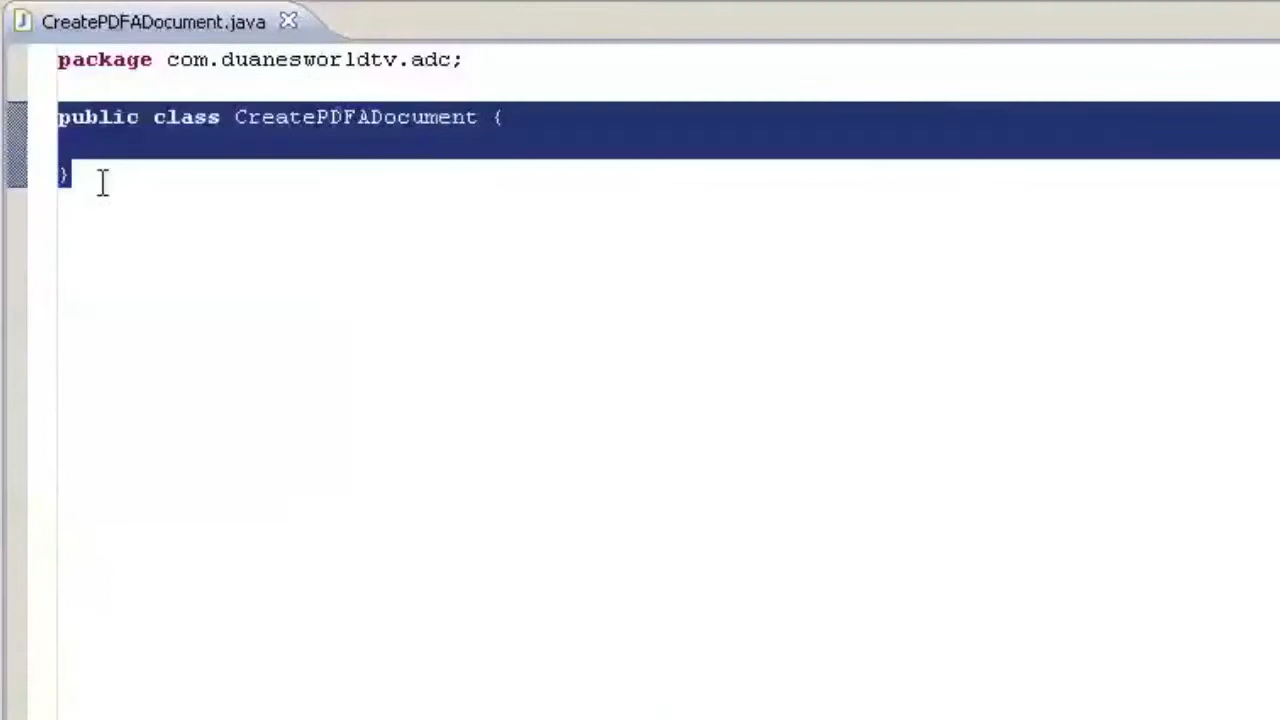 CreatePDFADocument.java
package com.duanesworldtv.adc;
public class CreatePDFADocument {
}